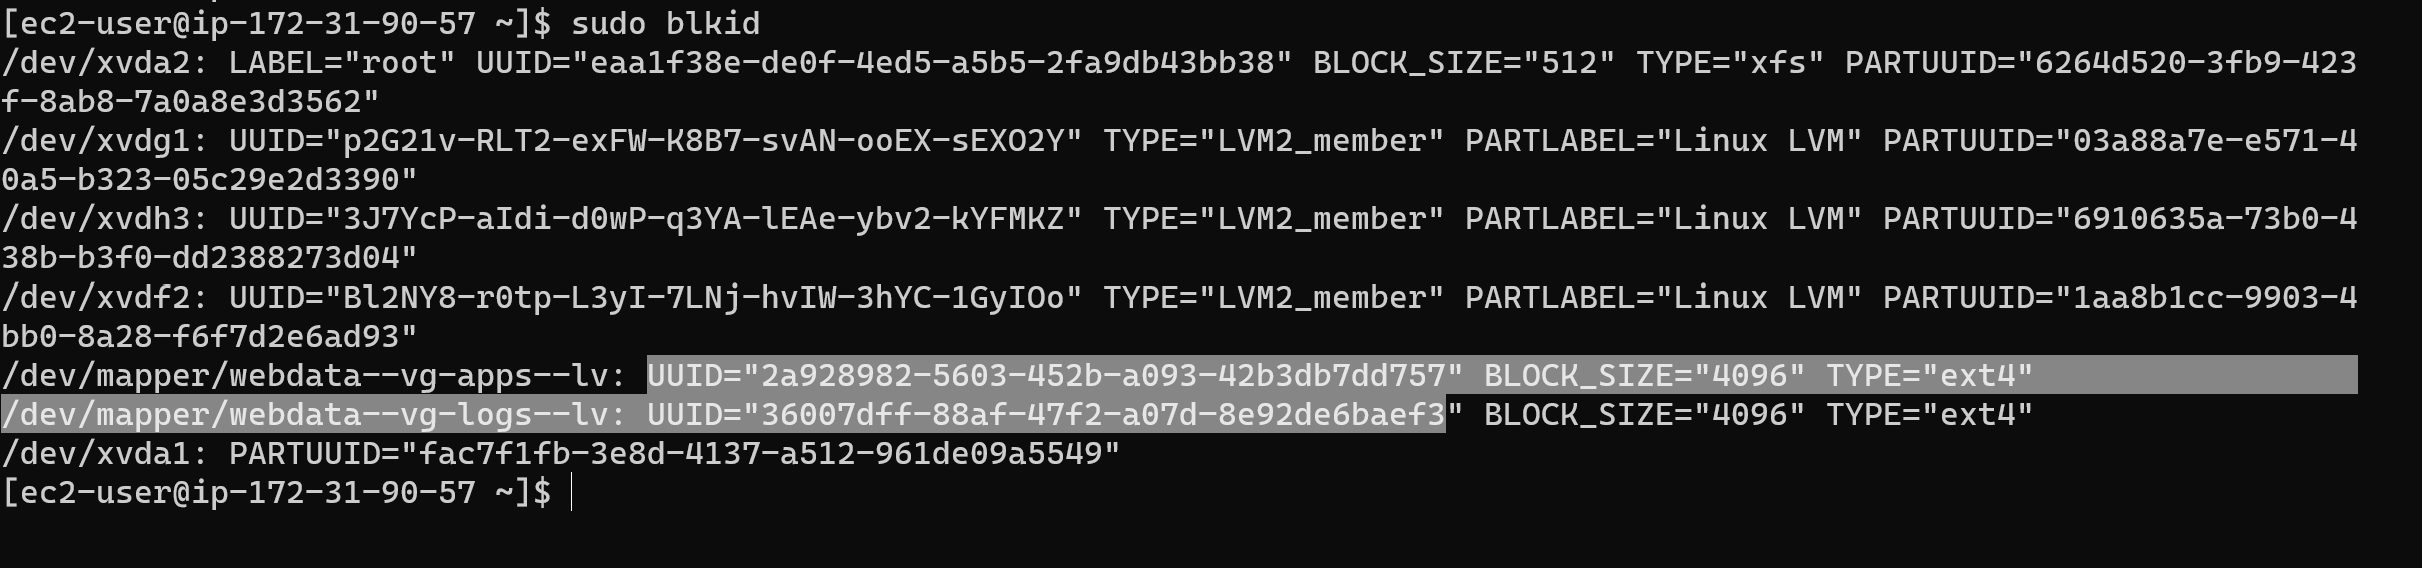 [ec2-user@ip-172-31-90-57 ~]$ sudo blkid
/dev/xvda2: LABEL="root" UUID="eaa1f38e-de0f-4ed5-a5b5-2fa9db43bb38" BLOCK_SIZE="512" TYPE="xfs" PARTUUID="6264d520-3fb9-423
f-8ab8-7a0a8e3d3562"
/dev/xvdg1: UUID="p2G21v-RLT2-exFW-K8B7-svAN-ooEX-sEXO2Y" TYPE="LVM2_member" PARTLABEL="Linux LVM" PARTUUID="03a88a7e-e571-4
0a5-b323-05c29e2d3390"
/dev/xvdh3: UUID="3J7YcP-aIdi-d0wP-q3YA-lEAe-ybv2-kYFMKZ" TYPE="LVM2_member" PARTLABEL="Linux LVM" PARTUUID="6910635a-73b0-4
38b-b3f0-dd2388273d04"
/dev/xvdf2: UUID="Bl2NY8-r0tp-L3yI-7LNj-hvIW-3hYC-1GyIOo" TYPE="LVM2_member" PARTLABEL="Linux LVM" PARTUUID="1aa8b1cc-9903-4
bb0-8a28-f6f7d2e6ad93"
/dev/mapper/webdata--vg-apps--lv: UUID="2a928982-5603-452b-a093-42b3db7dd757" BLOCK_SIZE="4096" TYPE="ext4"
/dev/mapper/webdata--vg-logs--lv: UUID="36007dff-88af-47f2-a07d-8e92de6baef3" BLOCK_SIZE="4096" TYPE="ext4"
/dev/xvda1: PARTUUID="fac7f1fb-3e8d-4137-a512-961de09a5549"
[ec2-user@ip-172-31-90-57 ~]$